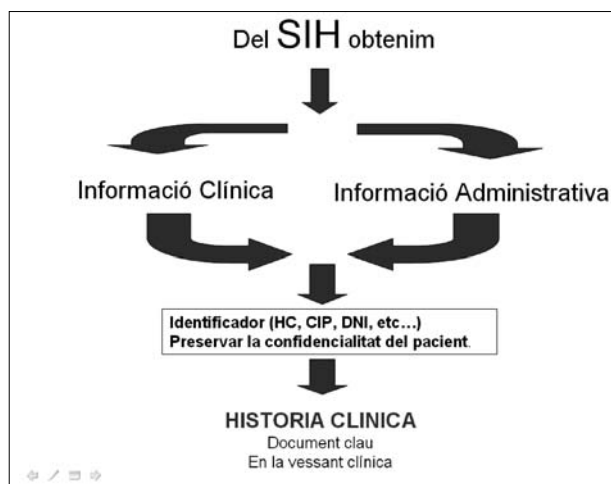 Del SIH obtenim
Informació Clínica
Informació Administrativa
Identificador (HC, CIP, DNI, etc...)
Preservar la confidencialitat del pacient.
HISTORIA CLINICA
Document clau
En la vessant clínica